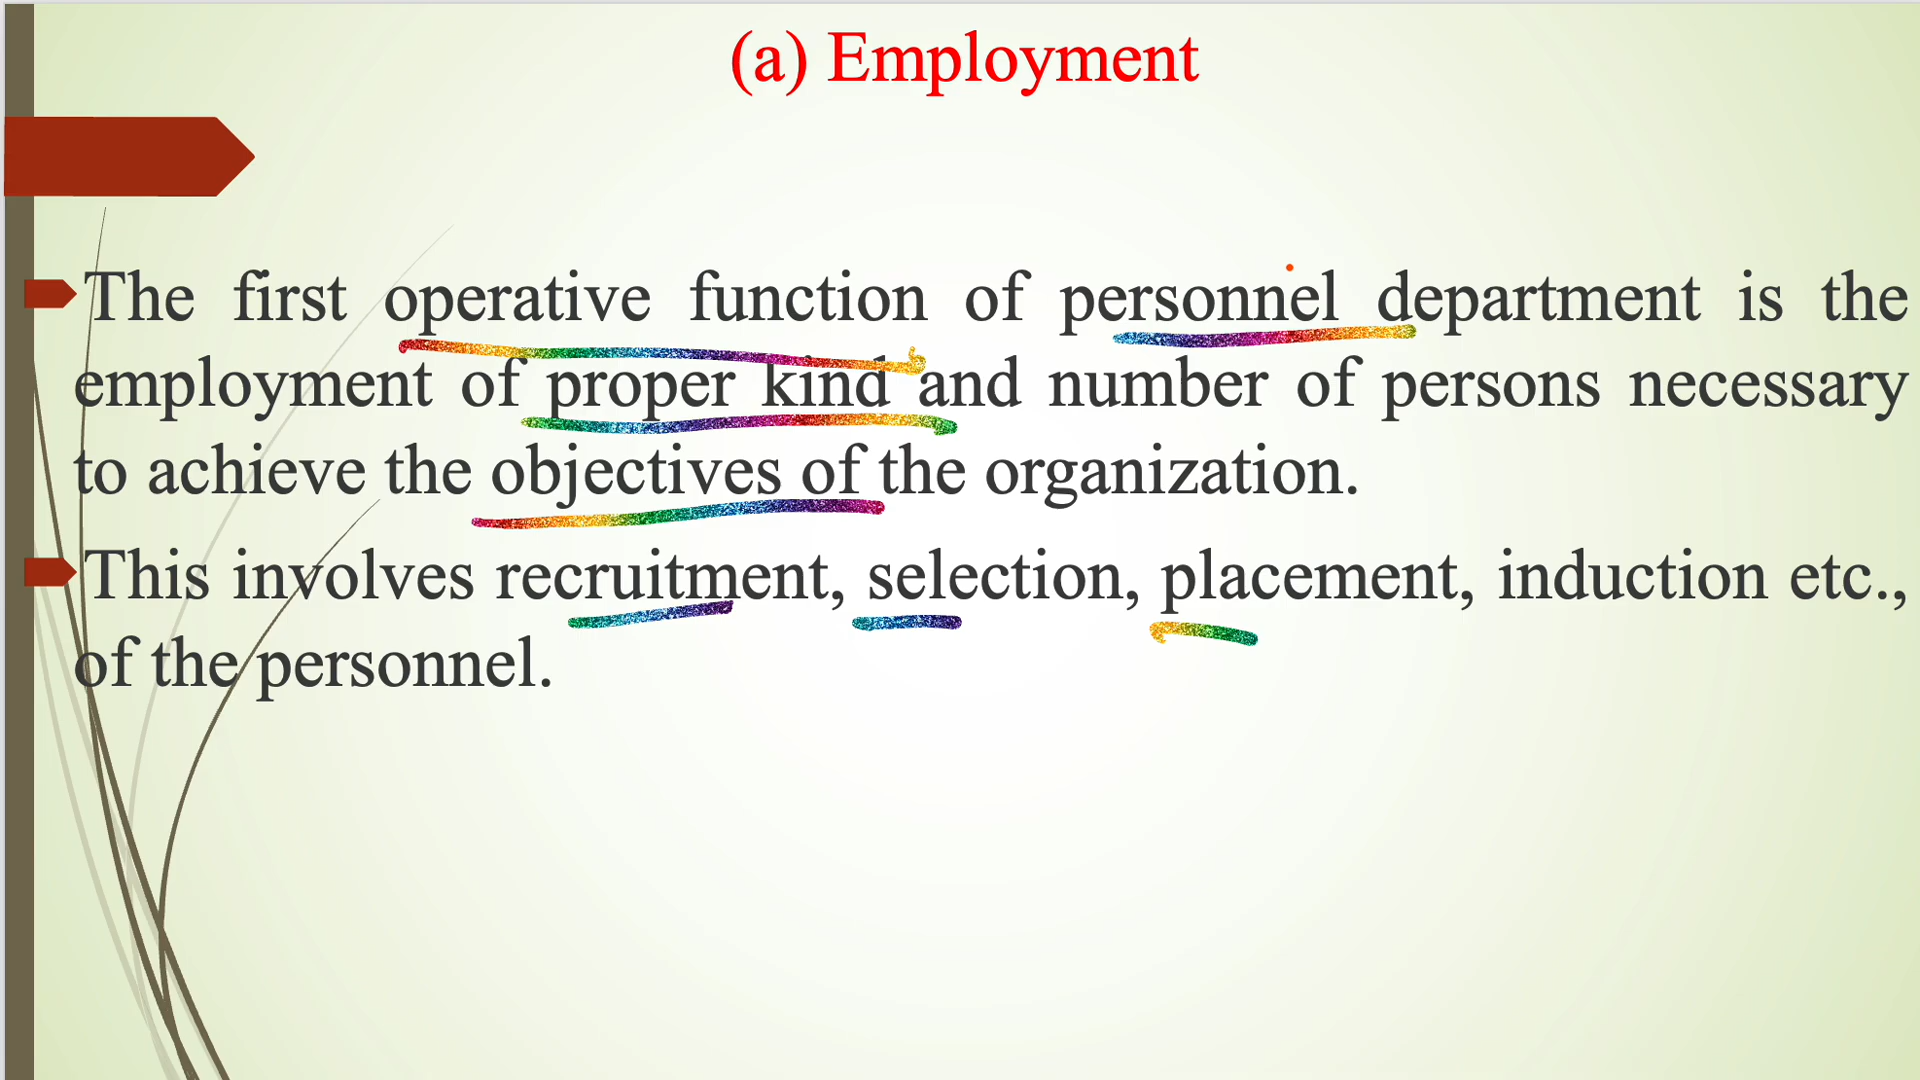 (a) Employment
The first operative function of personnel department is the
employment of proper kind and number of persons necessary
to achieve the objectives of the organization.
This involves recruitment, selection, placement, induction etc.,
of the personnel.